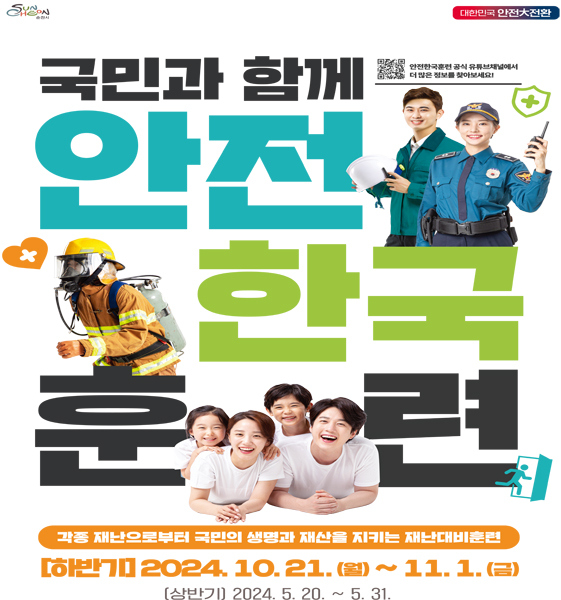 SUNCHEON
순천시
대한민국 안전大전환
국민과 함께
안전한국훈련 공식 유튜브채널에서
더 많은 정보를 찾아보세요!
안전
한국
훈련
각종 재난으로부터 국민의 생명과 재산을 지키는 재난대비훈련
[하반기] 2024. 10. 21. (월) ~ 11. 1. (금)
(상반기) 2024. 5. 20. ~ 5. 31.